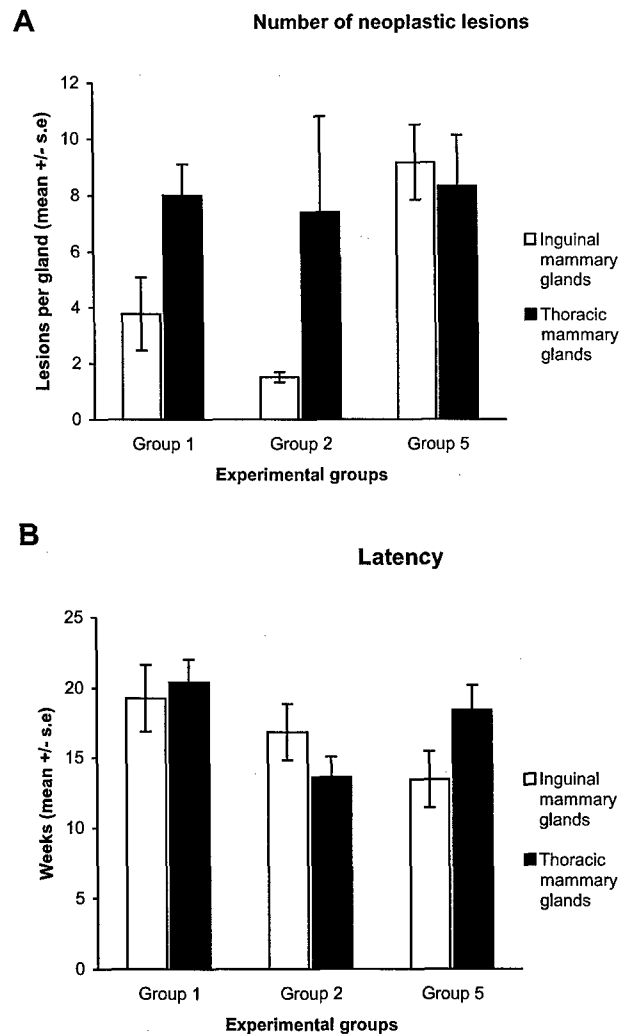 A
Number of neoplastic lesions
Lesions per gland (mean +/- s.e)
12
10
8
6
4
2
0
Group 1
Group 2
Group 5
Experimental groups
Inguinal
mammary
glands
Thoracic
mammary
glands
B
Latency
Weeks (mean +/- s.e)
25
20
15
10
5
0
Group 1
Group 2
Group 5
Experimental groups
Inguinal
mammary
glands
Thoracic
mammary
glands